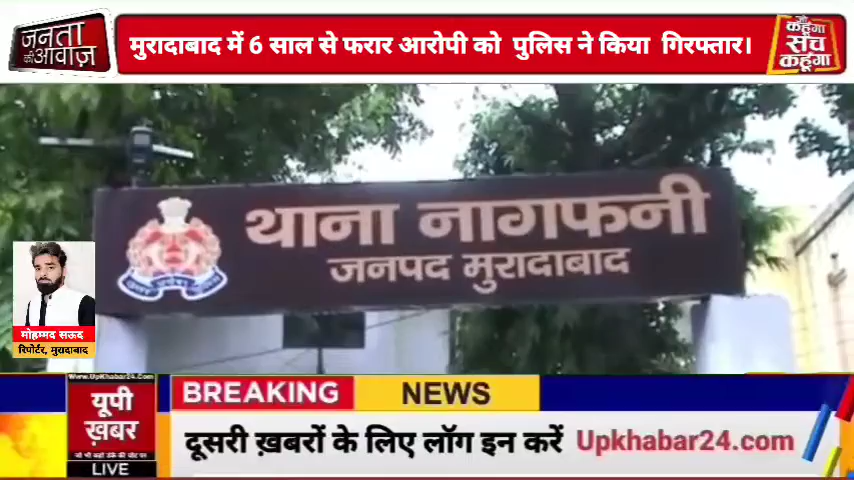 जनता
की आवाज़
मुरादाबाद में 6 साल से फरार आरोपी को पुलिस ने किया गिरफ्तार।
जो कहूंगा
सच
कहूंगा
थाना नागफनी
जनपद मुरादाबाद
मोहम्मद सऊद
रिपोर्टर, मुरादाबाद
www.UpKhabar24.Com
यूपी
ख़बर
LIVE
BREAKING NEWS
दूसरी ख़बरों के लिए लॉग इन करें Upkhabar24.com